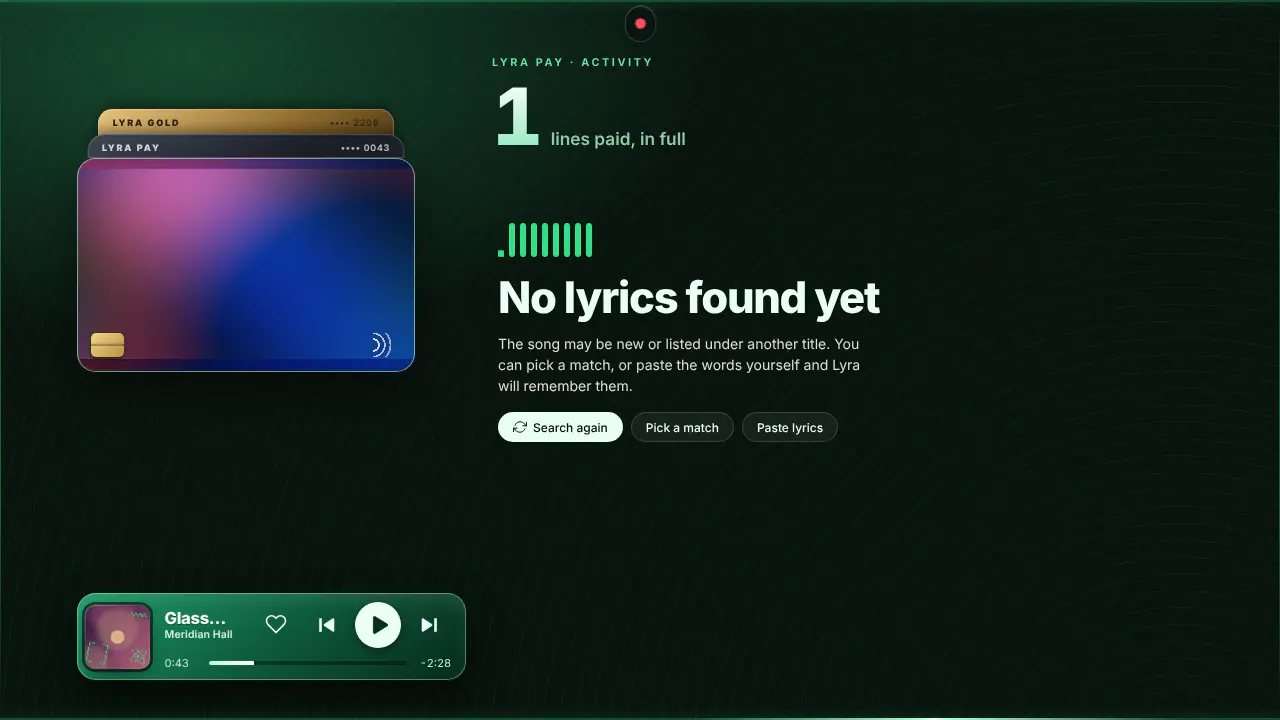 LYRA PAY · ACTIVITY
1 lines paid, in full
LYRA GOLD •••• 2208
LYRA PAY •••• 0043
No lyrics found yet
The song may be new or listed under another title. You
can pick a match, or paste the words yourself and Lyra
will remember them.
Search again
Pick a match
Paste lyrics
Glass...
Meridian Hall
0:43
-2:28